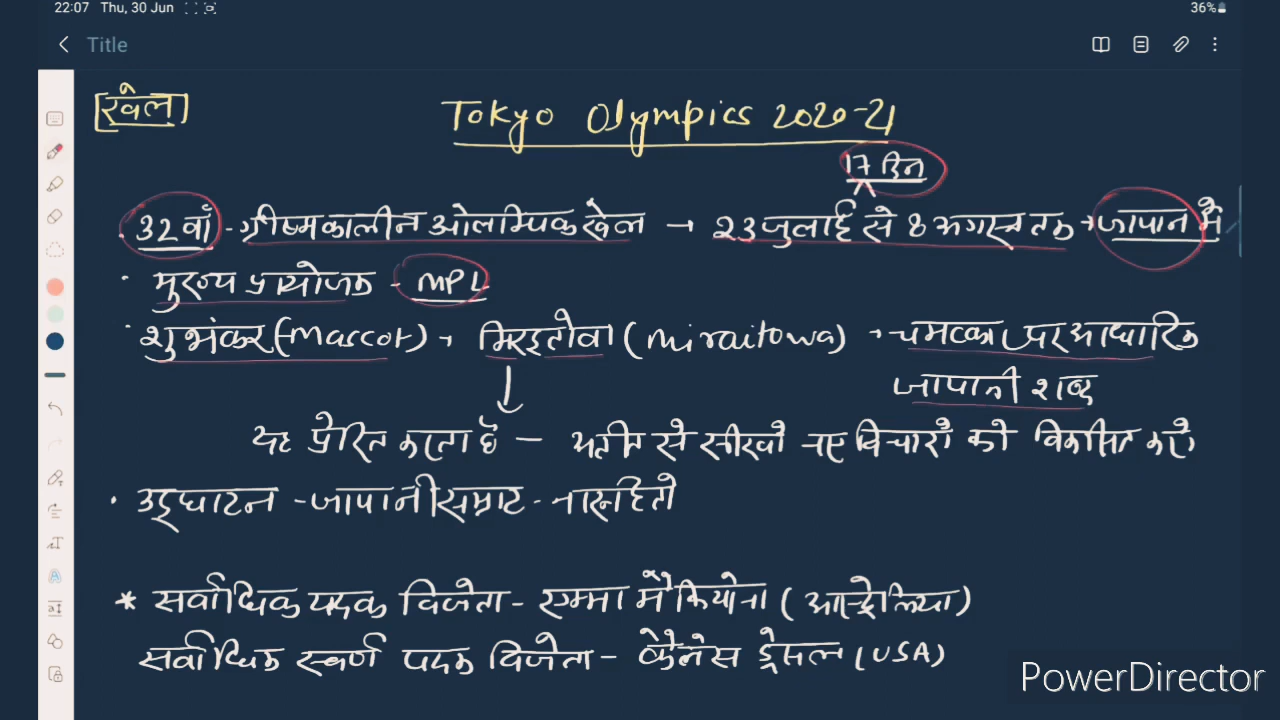 22:07 Thu, 30 Jun 36%
Title
[खेल] Tokyo Olympics 2020-21
17 दिन
. 32 वाँ - ग्रीष्मकालीन ओलम्पिक खेल → 23 जुलाई से 8 अगस्त तक → जापान में
. मुख्य प्रायोजक - MPL
. शुभंकर (Mascot) → मिराइतोवा (Miraitowa) → चमत्कार पर आधारित
जापानी शब्द
↓
यह प्रेरित करता है - अतीत से सीखो नए विचारों को विकसित करो
. उद्घाटन - जापानी सम्राट - नारुहितो
* सर्वाधिक पदक विजेता - एम्मा मैकियोन (आस्ट्रेलिया)
सर्वाधिक स्वर्ण पदक विजेता - कैलेस ड्रेसल (USA)
PowerDirector